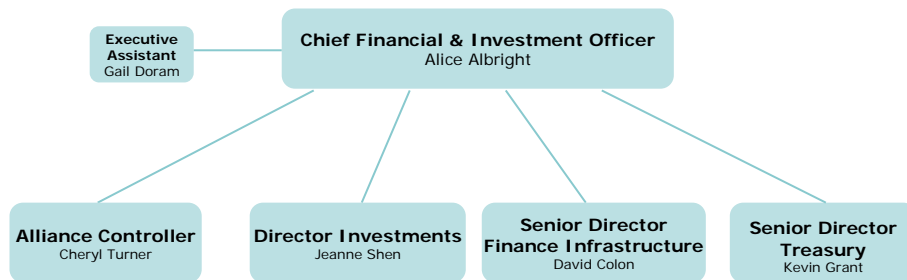 Executive
Assistant
Gail Doram
Chief Financial & Investment Officer
Alice Albright
Alliance Controller
Cheryl Turner
Director Investments
Jeanne Shen
Senior Director
Finance Infrastructure
David Colon
Senior Director
Treasury
Kevin Grant